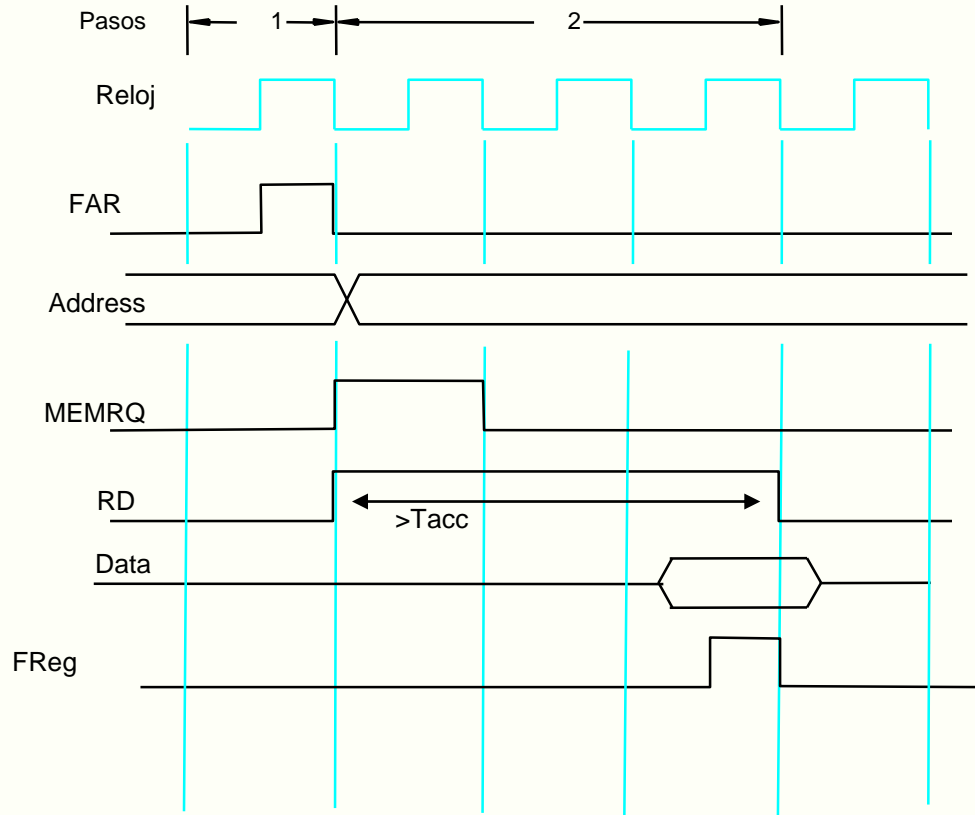 Pasos 1 2
Reloj
FAR
Address
MEMRQ
RD
>Tacc
Data
FReg